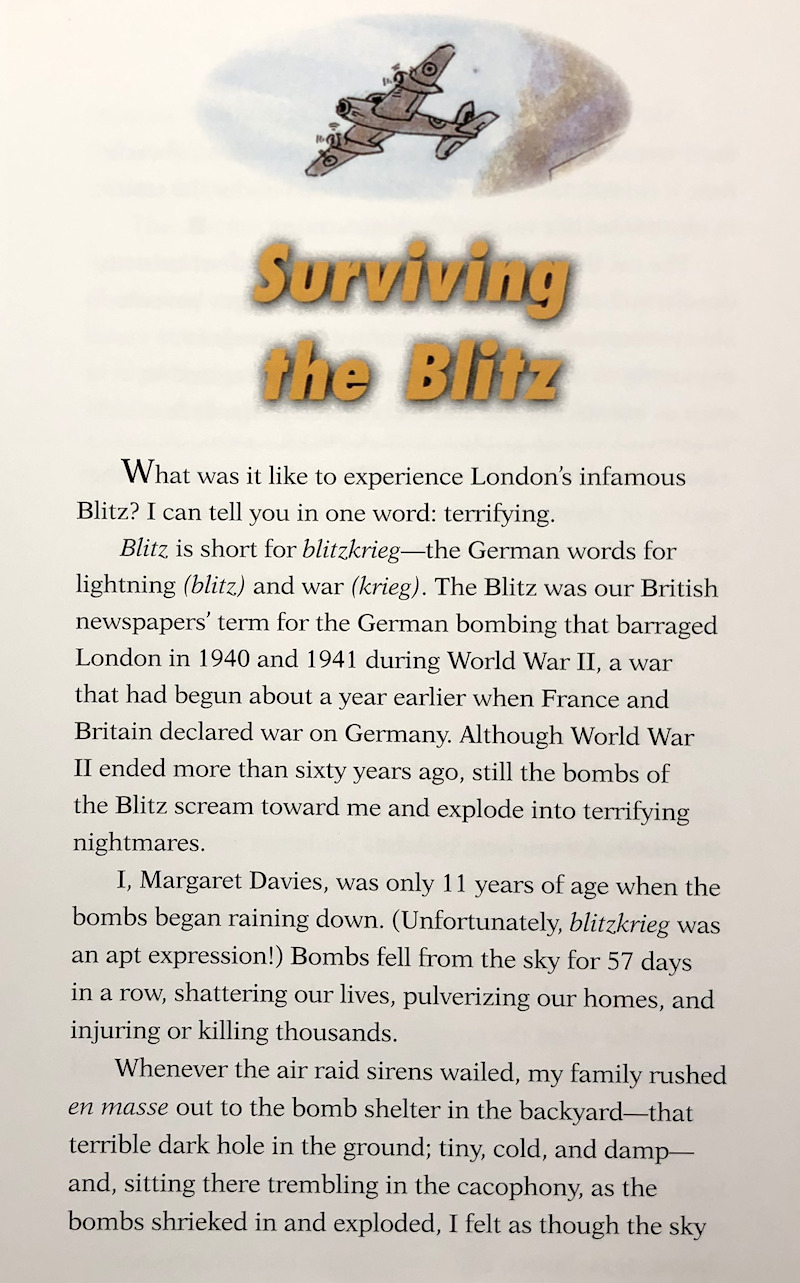 Surviving
the Blitz
What was it like to experience London's infamous
Blitz? I can tell you in one word: terrifying.
Blitz is short for blitzkrieg—the German words for
lightning (blitz) and war (krieg). The Blitz was our British
newspapers' term for the German bombing that barraged
London in 1940 and 1941 during World War II, a war
that had begun about a year earlier when France and
Britain declared war on Germany. Although World War
II ended more than sixty years ago, still the bombs of
the Blitz scream toward me and explode into terrifying
nightmares.
I, Margaret Davies, was only 11 years of age when the
bombs began raining down. (Unfortunately, blitzkrieg was
an apt expression!) Bombs fell from the sky for 57 days
in a row, shattering our lives, pulverizing our homes, and
injuring or killing thousands.
Whenever the air raid sirens wailed, my family rushed
en masse out to the bomb shelter in the backyard—that
terrible dark hole in the ground; tiny, cold, and damp—
and, sitting there trembling in the cacophony, as the
bombs shrieked in and exploded, I felt as though the sky